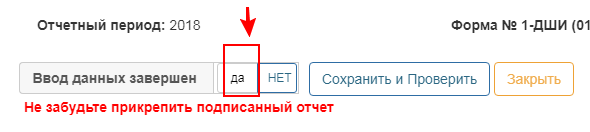 Отчетный период: 2018 Форма № 1-ДШИ (01
Ввод данных завершен да НЕТ Сохранить и Проверить Закрыть
Не забудьте прикрепить подписанный отчет